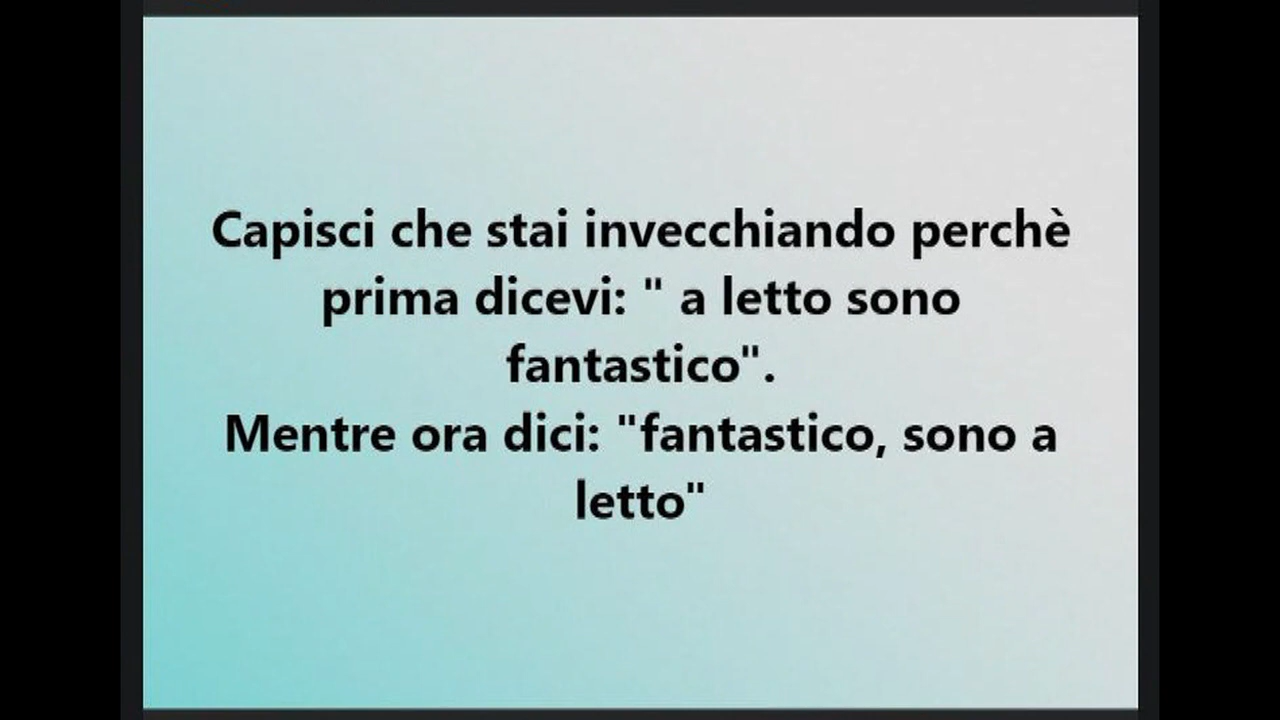 Capisci che stai invecchiando perchè
prima dicevi: " a letto sono
fantastico".
Mentre ora dici: "fantastico, sono a
letto"